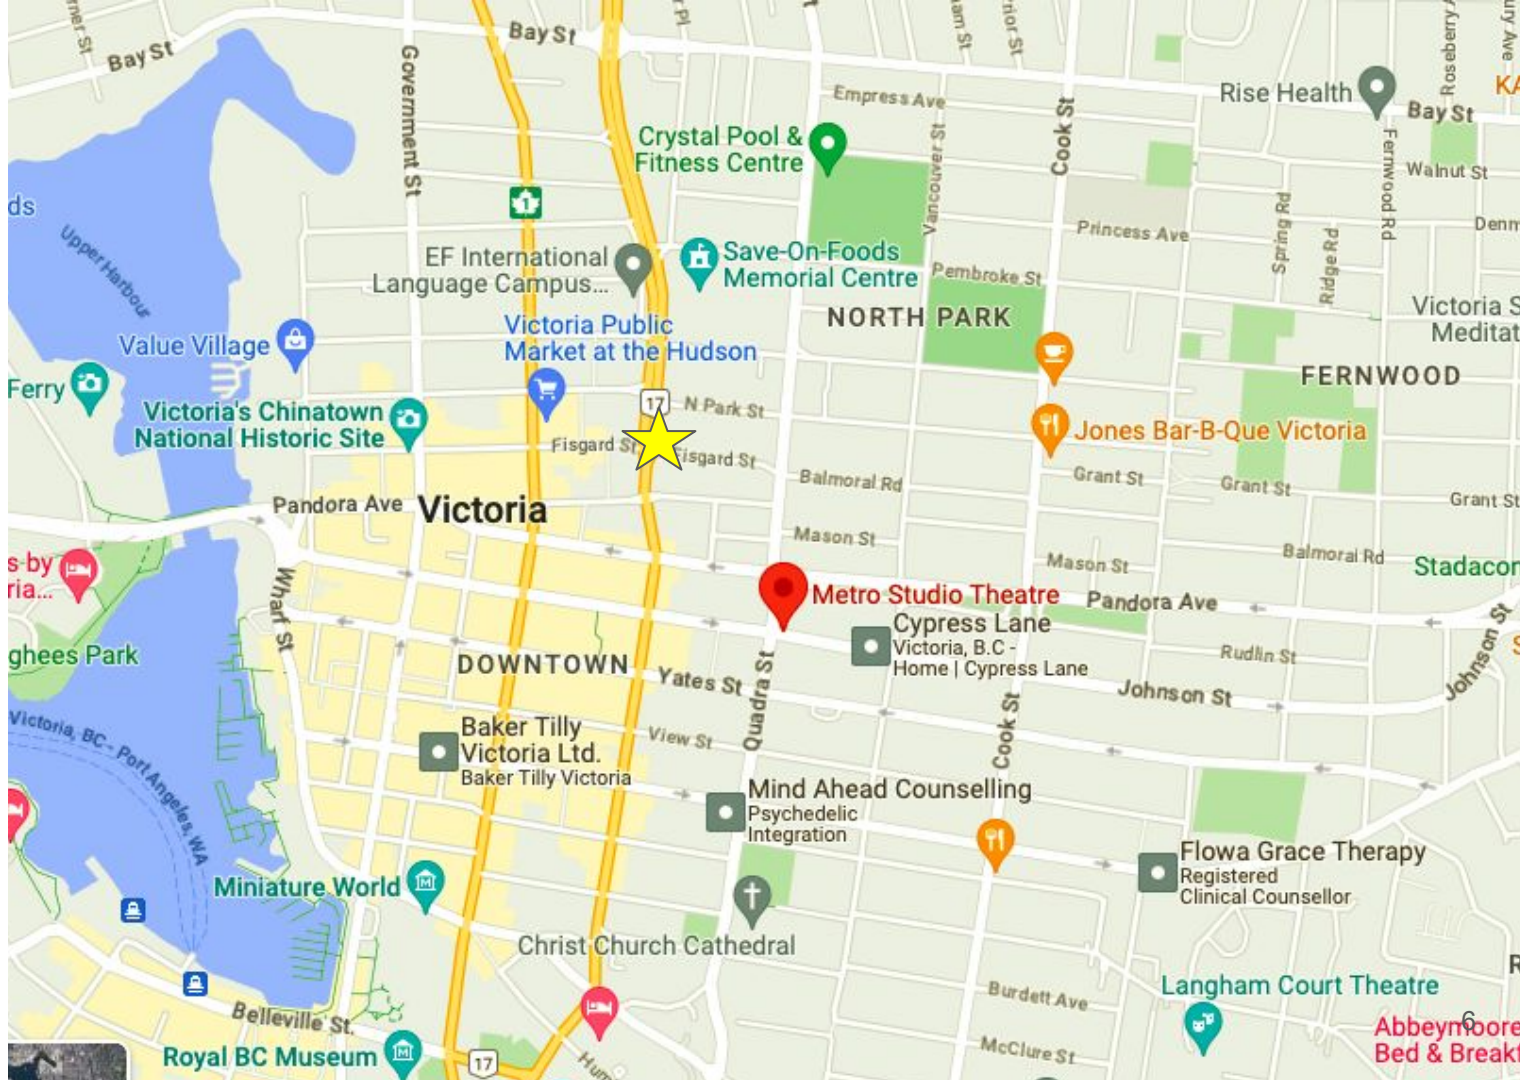 Bay St
Bay St
Government St
Empress Ave
Cook St
Rise Health
Bay St
Crystal Pool &
Fitness Centre
Vancouver St
Fernwood Rd
Walnut St
1
ds
Upper Harbour
EF International
Language Campus...
Save-On-Foods
Memorial Centre
Princess Ave
Spring Rd
Ridge Rd
Pembroke St
NORTH PARK
Victoria Public
Market at the Hudson
Value Village
Ferry
FERNWOOD
Victoria's Chinatown
National Historic Site
17
N Park St
Jones Bar-B-Que Victoria
Fisgard St
Fisgard St
Balmoral Rd
Grant St
Grant St
Grant St
Pandora Ave
Victoria
Mason St
Mason St
Balmoral Rd
s by
ria...
Wharf St
Metro Studio Theatre
Pandora Ave
Cypress Lane
Victoria, B.C -
Home | Cypress Lane
ghees Park
DOWNTOWN
Yates St
Quadra St
Rudlin St
Johnson St
Johnson St
Cook St
View St
Victoria, BC - Port Angeles, WA
Baker Tilly
Victoria Ltd.
Baker Tilly Victoria
Mind Ahead Counselling
Psychedelic
Integration
Flowa Grace Therapy
Registered
Clinical Counsellor
Miniature World
Christ Church Cathedral
Burdett Ave
Langham Court Theatre
Belleville St.
6
Royal BC Museum
17
McClure St
Bed & Breakf